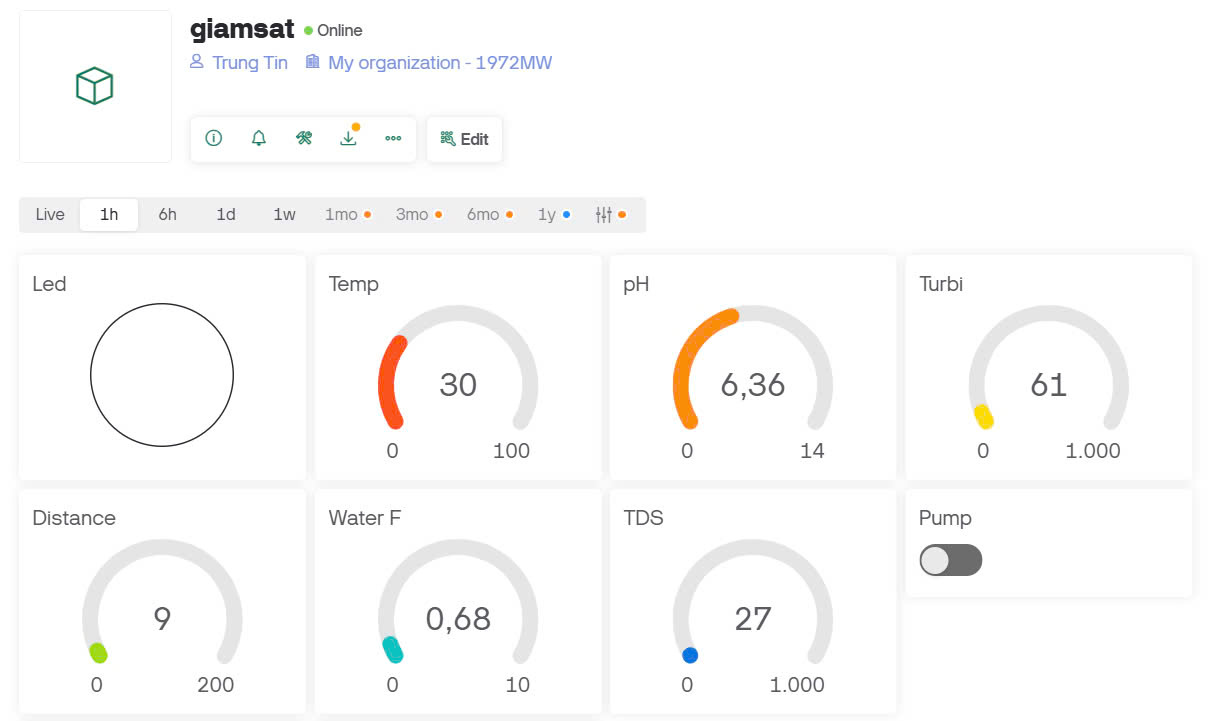 giamsat Online
Trung Tin My organization - 1972MW
Edit
Live 1h 6h 1d 1w 1mo 3mo 6mo 1y
Led Temp pH Turbi
30 6,36 61
0 100 0 14 0 1.000
Distance Water F TDS Pump
9 0,68 27
0 200 0 10 0 1.000